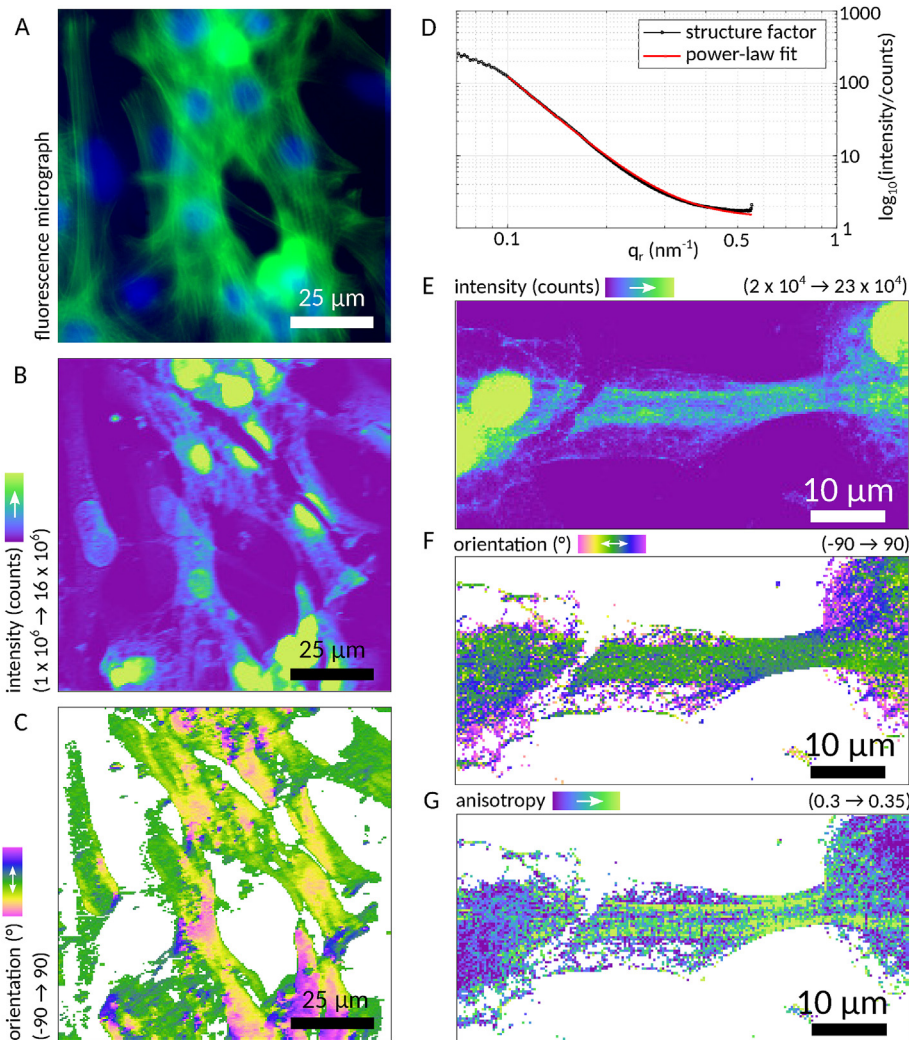 A
fluorescence micrograph
25 µm
B
intensity (counts)
(1 x 10⁶ → 16 x 10⁶)
25 µm
C
orientation (°)
(-90 → 90)
25 µm
D
structure factor
power-law fit
1000
100
10
1
log₁₀(intensity/counts)
0.1
0.5
1
qᵣ (nm⁻¹)
E intensity (counts) (2 x 10⁴ → 23 x 10⁴)
10 µm
F orientation (°) (-90 → 90)
10 µm
G anisotropy (0.3 → 0.35)
10 µm